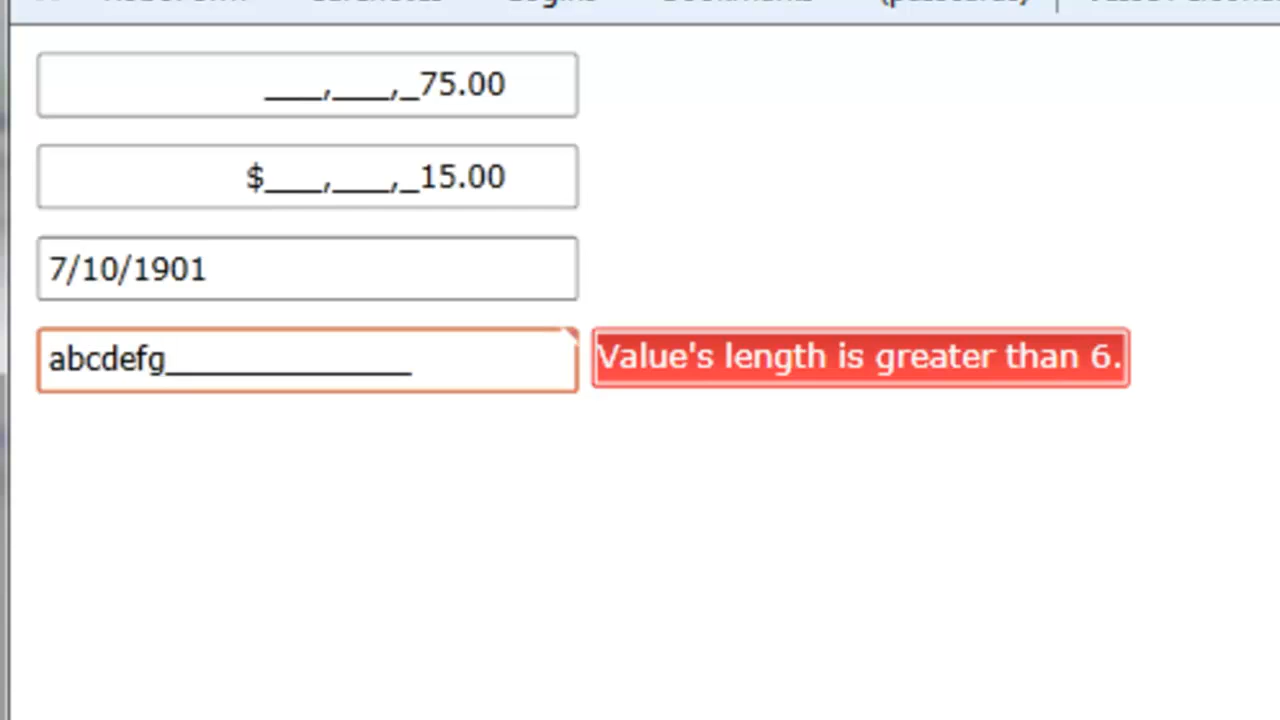 ___,___,_75.00
$___,___,_15.00
7/10/1901
abcdefg_____________
Value's length is greater than 6.